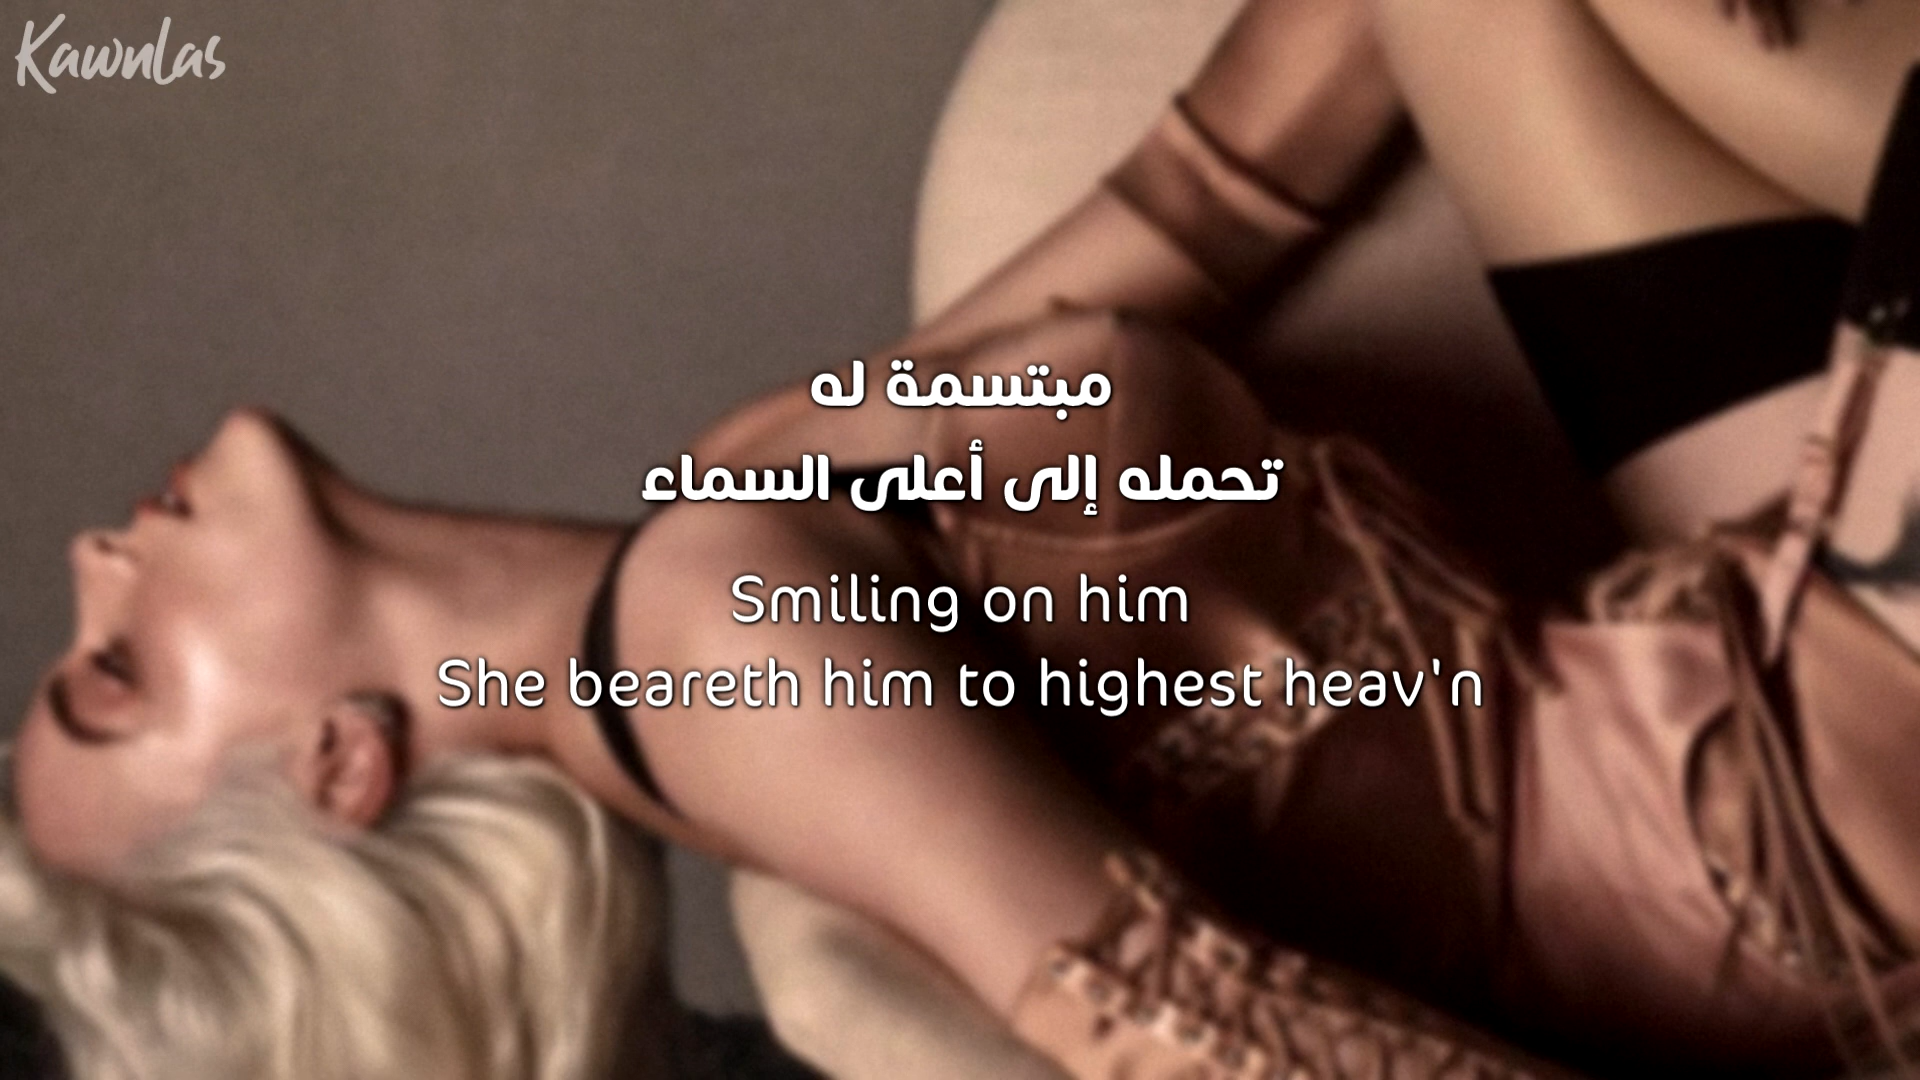 Kawnlas
مبتسمة له
تحمله إلى أعلى السماء
Smiling on him
She beareth him to highest heav'n